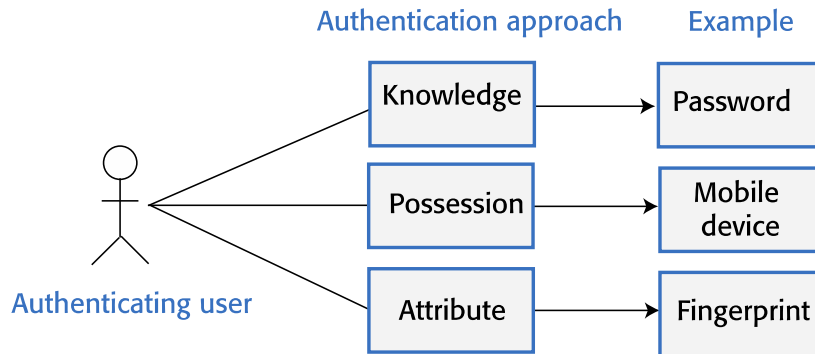 Authentication approach
Example
Knowledge
Password
Possession
Mobile
device
Attribute
Fingerprint
Authenticating user